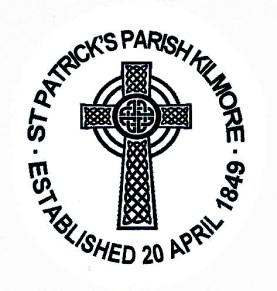 · ST PATRICK'S PARISH KILMORE ·
ESTABLISHED 20 APRIL 1849